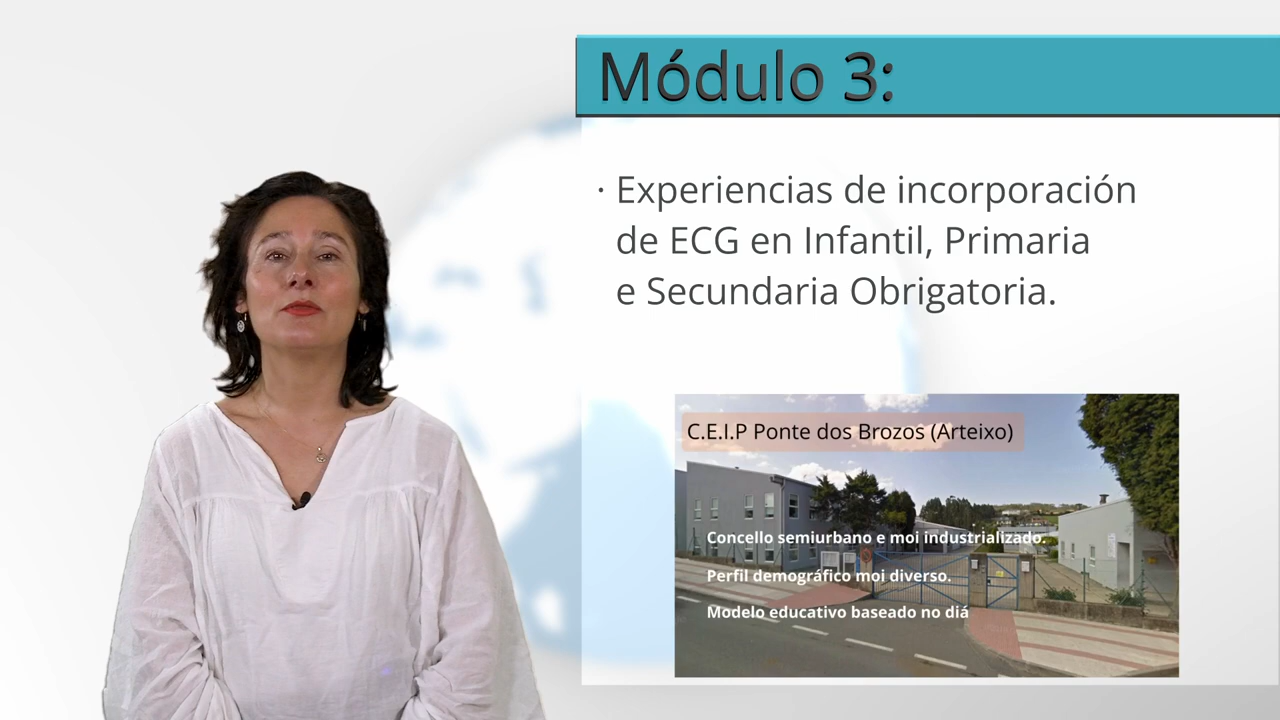 Módulo 3:
· Experiencias de incorporación
de ECG en Infantil, Primaria
e Secundaria Obrigatoria.
C.E.I.P Ponte dos Brozos (Arteixo)
Concello semiurbano e moi industrializado.
Perfil demográfico moi diverso.
Modelo educativo baseado no diá